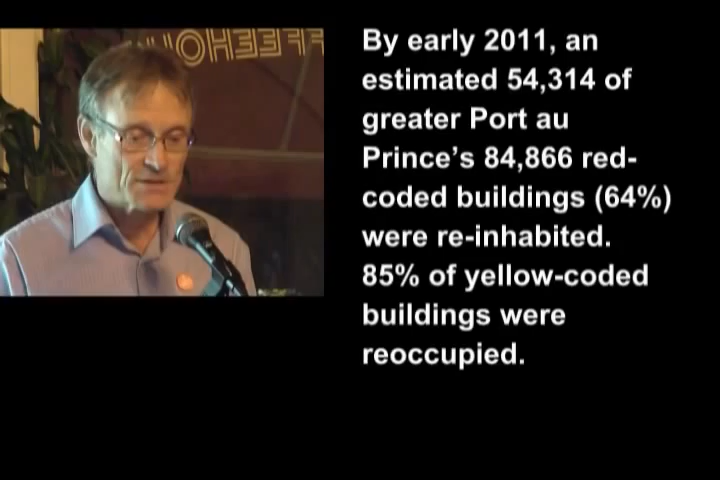 By early 2011, an
estimated 54,314 of
greater Port au
Prince's 84,866 red-
coded buildings (64%)
were re-inhabited.
85% of yellow-coded
buildings were
reoccupied.